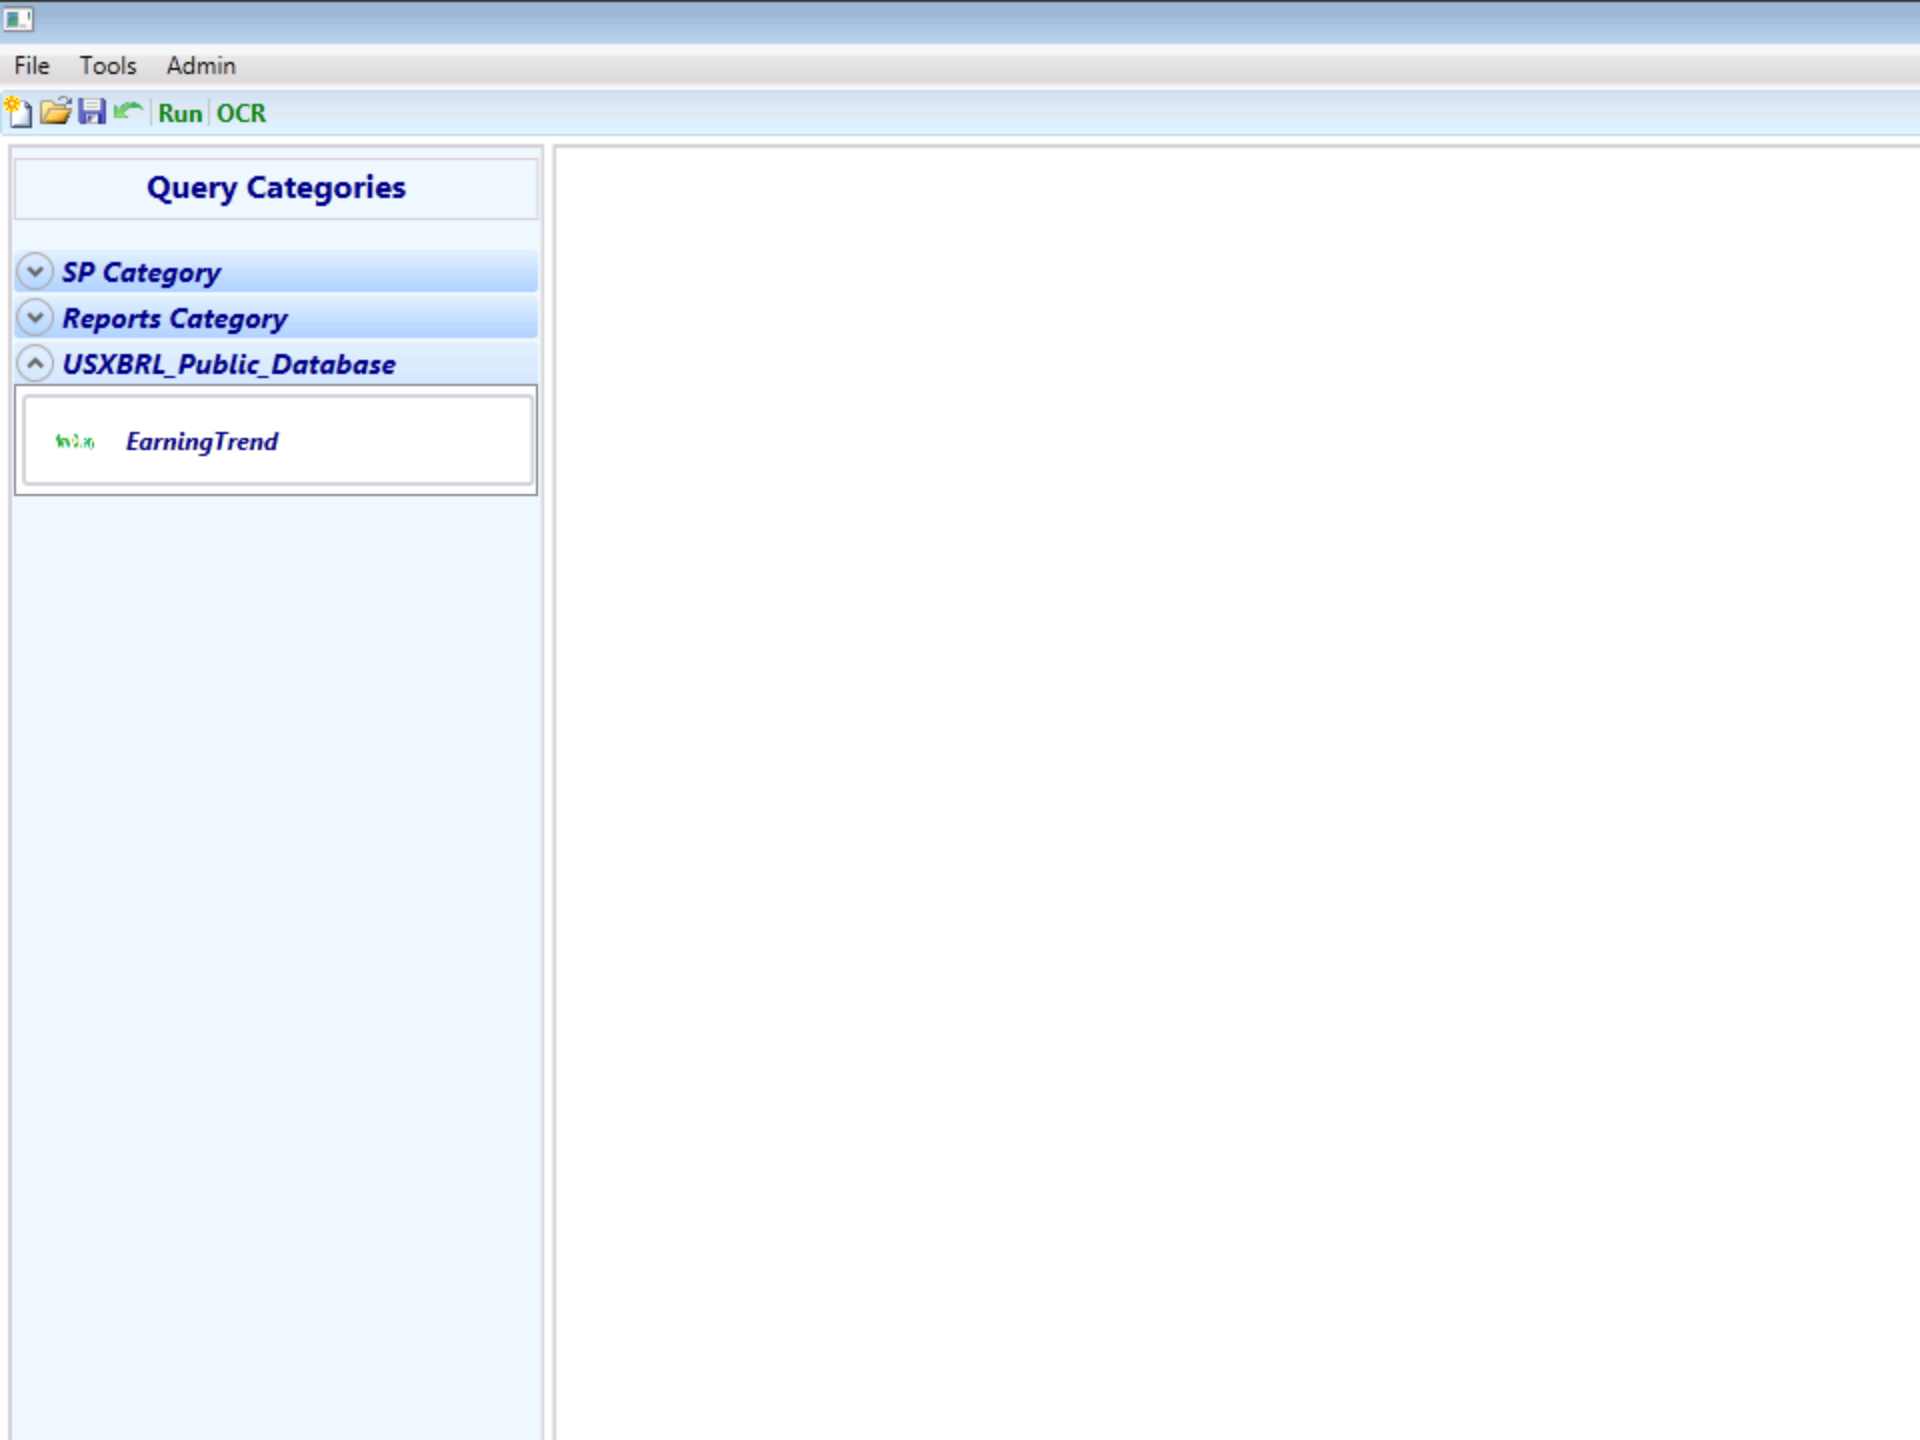 File Tools Admin
Run OCR
Query Categories
SP Category
Reports Category
USXBRL_Public_Database
EarningTrend